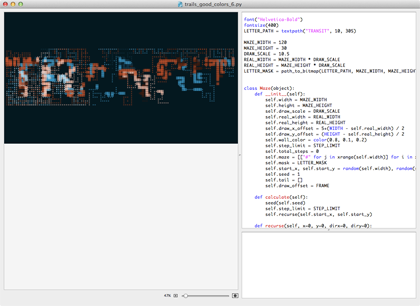 trails_good_colors_6.py
font("Helvetica-Bold")
fontsize(400)
LETTER_PATH = textpath("TRANSIT", 10, 305)
MAZE_WIDTH = 120
MAZE_HEIGHT = 30
DRAW_SCALE = 10.5
REAL_WIDTH = MAZE_WIDTH * DRAW_SCALE
REAL_HEIGHT = MAZE_HEIGHT * DRAW_SCALE
LETTER_MASK = path_to_bitmap(LETTER_PATH, MAZE_WIDTH, MAZE_HEIGHT
class Maze(object):
def __init__(self):
self.width = MAZE_WIDTH
self.height = MAZE_HEIGHT
self.draw_scale = DRAW_SCALE
self.real_width = REAL_WIDTH
self.real_height = REAL_HEIGHT
self.draw_x_offset = 5+(WIDTH - self.real_width) / 2
self.draw_y_offset = (HEIGHT - self.real_height) / 2
self.wall_color = color(0.8, 0.1, 0.2)
self.step_limit = STEP_LIMIT
self.total_steps = 0
self.maze = [["#" for j in xrange(self.width)] for i in
self.mask = LETTER_MASK
self.start_x, self.start_y = random(self.width), random(
self.seed = 1
self.tail = []
self.draw_offset = FRAME
def calculate(self):
seed(self.seed)
self.step_limit = STEP_LIMIT
self.recurse(self.start_x, self.start_y)
def recurse(self, x=0, y=0, dirx=0, diry=0):